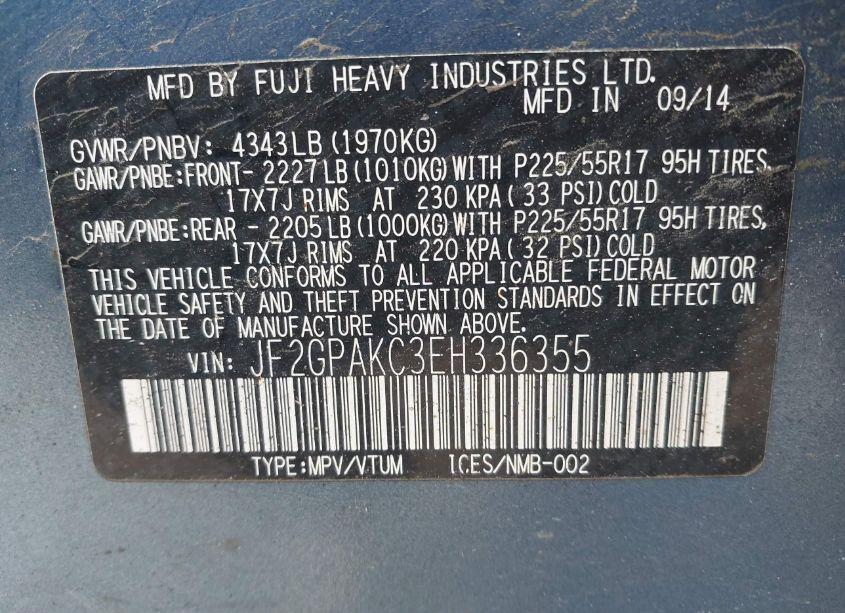 MFD BY FUJI HEAVY INDUSTRIES LTD.
MFD IN 09/14
GVWR/PNBV: 4343LB (1970KG)
GAWR/PNBE:FRONT- 2227LB (1010KG) WITH P225/55R17 95H TIRES,
17X7J RIMS AT 230 KPA ( 33 PSI) COLD
GAWR/PNBE:REAR - 2205LB (1000KG) WITH P225/55R17 95H TIRES,
17X7J RIMS AT 220 KPA ( 32 PSI) COLD
THIS VEHICLE CONFORMS TO ALL APPLICABLE FEDERAL MOTOR
VEHICLE SAFETY AND THEFT PREVENTION STANDARDS IN EFFECT ON
THE DATE OF MANUFACTURE SHOWN ABOVE.
VIN: JF2GPAKC3EH336355
TYPE:MPV/VTUM ICES/NMB-002